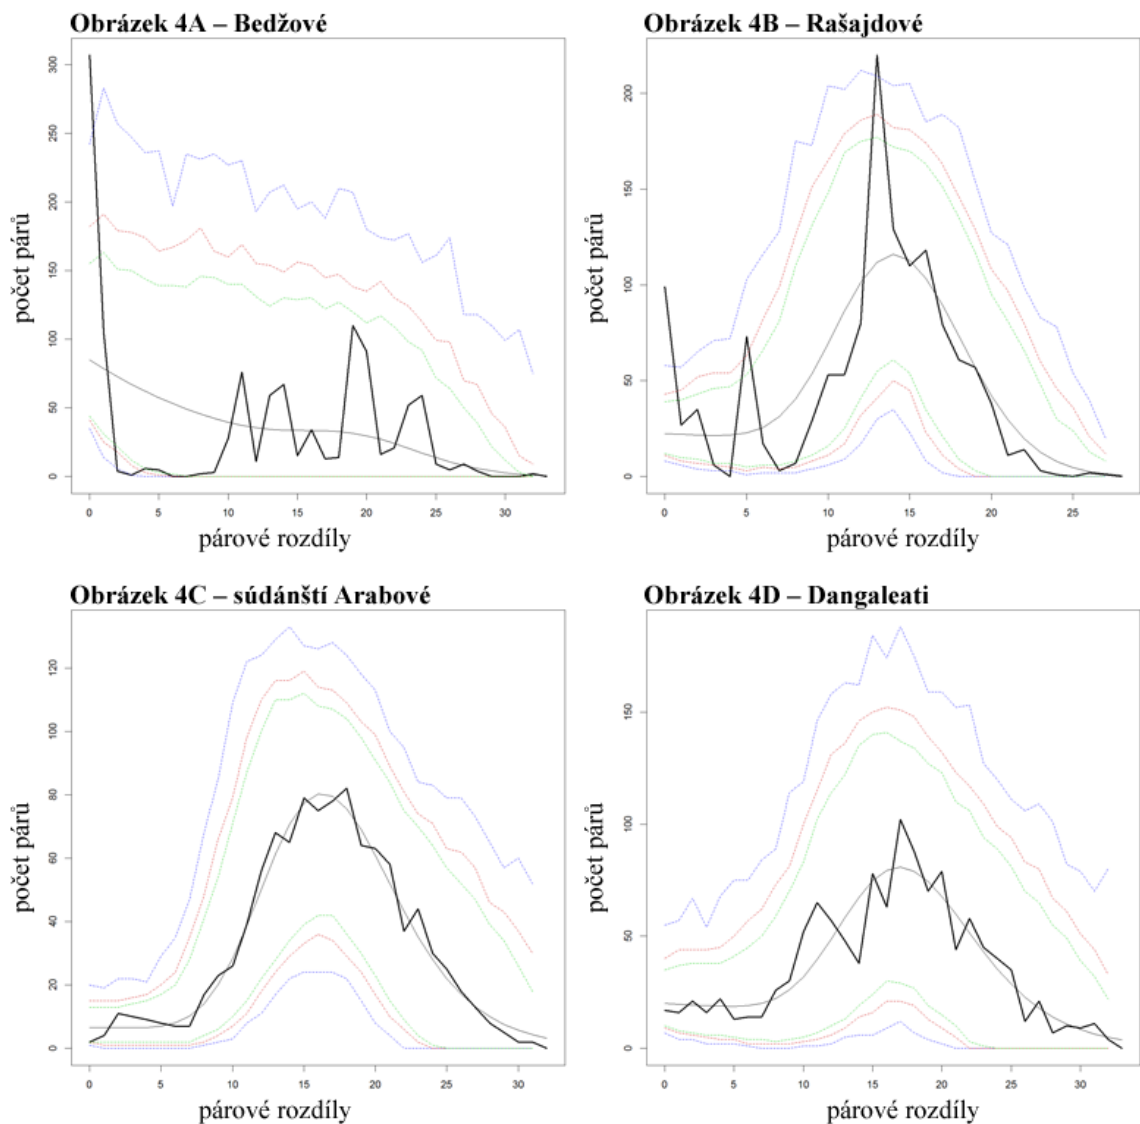 Obrázek 4A – Bedžové
300
250
200
150
100
50
0
počet párů
0 5 10 15 20 25 30
párové rozdíly
Obrázek 4B – Rašajdové
200
150
100
50
0
počet párů
0 5 10 15 20 25
párové rozdíly
Obrázek 4C – súdánští Arabové
120
100
80
60
40
20
0
počet párů
0 5 10 15 20 25 30
párové rozdíly
Obrázek 4D – Dangaleati
150
100
50
0
počet párů
0 5 10 15 20 25 30
párové rozdíly